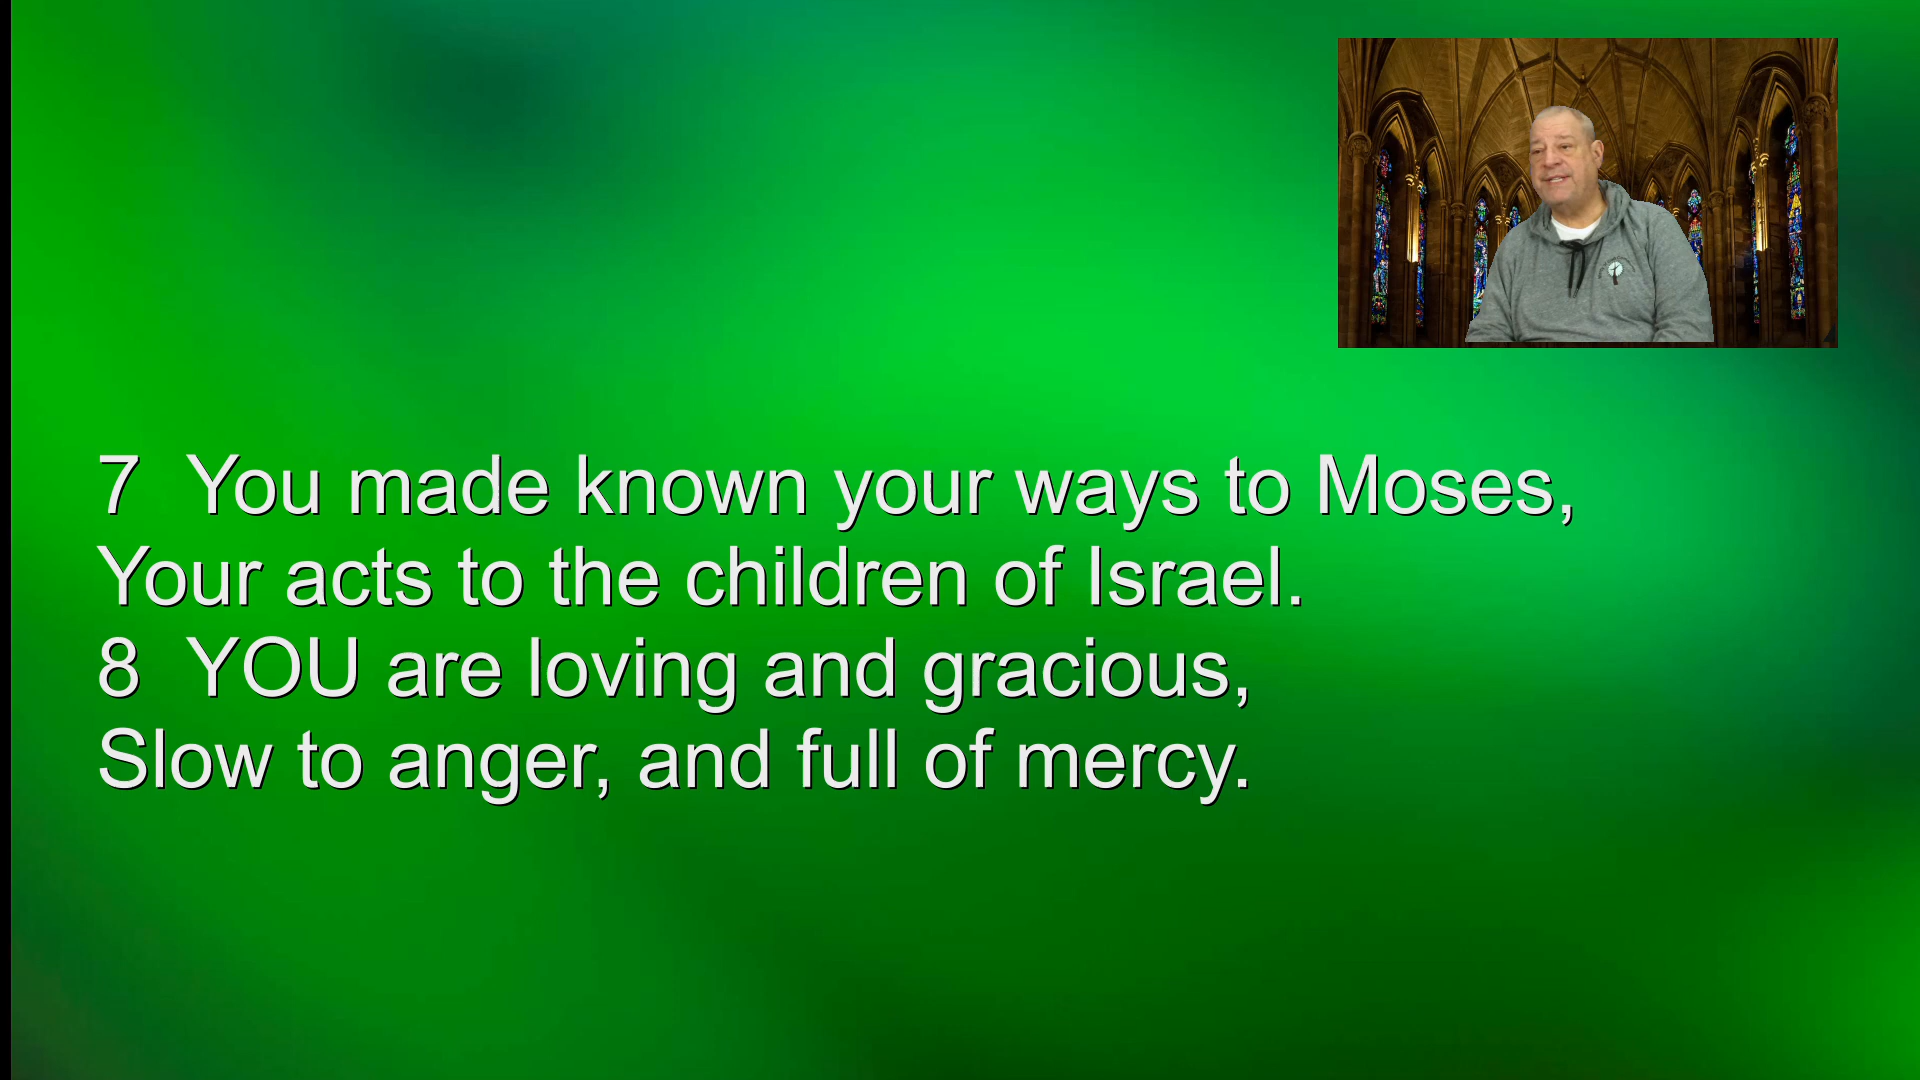 7 You made known your ways to Moses,
Your acts to the children of Israel.
8 YOU are loving and gracious,
Slow to anger, and full of mercy.